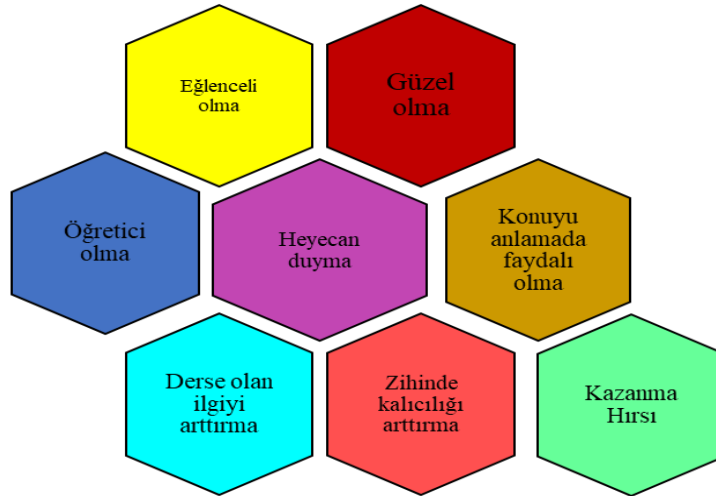 Eğlenceli
olma
Güzel
olma
Öğretici
olma
Heyecan
duyma
Konuyu
anlamada
faydalı
olma
Derse olan
ilgiyi
arttırma
Zihinde
kalıcılığı
arttırma
Kazanma
Hırsı